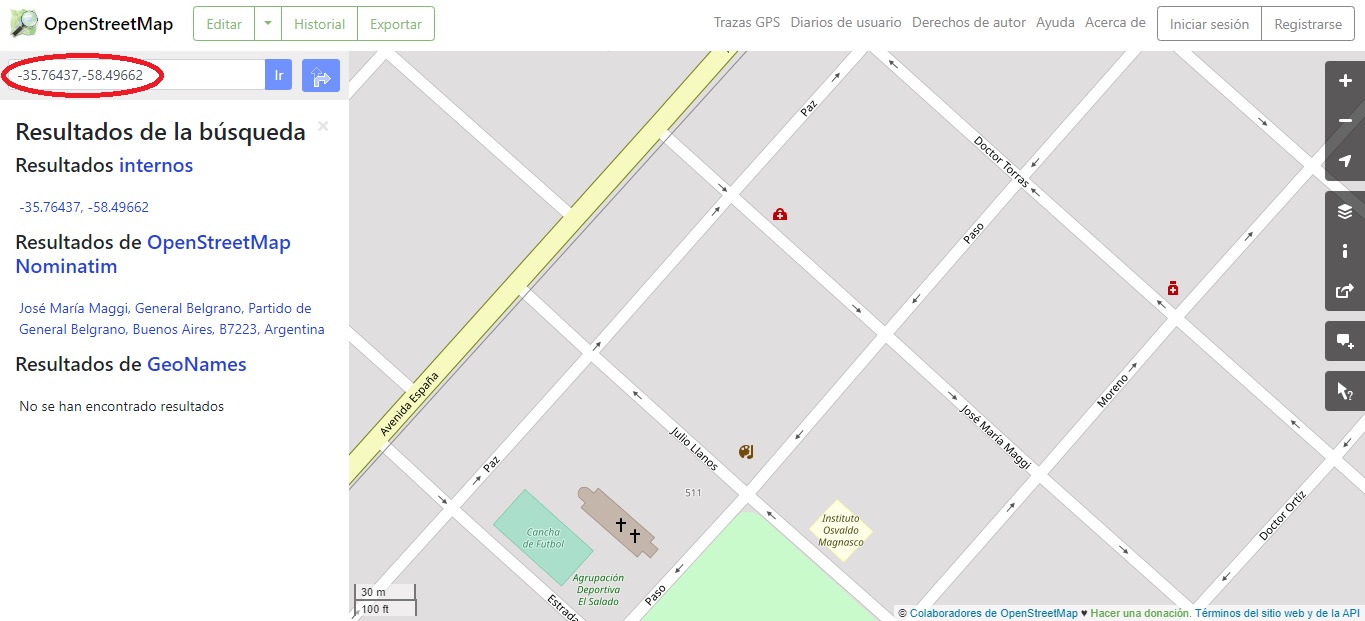 OpenStreetMap
Editar
Historial
Exportar
Trazas GPS
Diarios de usuario
Derechos de autor
Ayuda
Acerca de
Iniciar sesión
Registrarse
-35.76437,-58.49662
Ir
Resultados de la búsqueda
×
Resultados internos
-35.76437, -58.49662
Resultados de OpenStreetMap
Nominatim
José María Maggi, General Belgrano, Partido de
General Belgrano, Buenos Aires, B7223, Argentina
Resultados de GeoNames
No se han encontrado resultados
Paz
Doctor Torras
Paso
Avenida España
Moreno
José María Maggi
Julio Llanos
Paz
511
Instituto
Osvaldo
Magnasco
Doctor Ortíz
Cancha
de Futbol
Agrupación
Deportiva
El Salado
Estrada
Paso
30 m
100 ft
© Colaboradores de OpenStreetMap ♥ Hacer una donación. Términos del sitio web y de la API